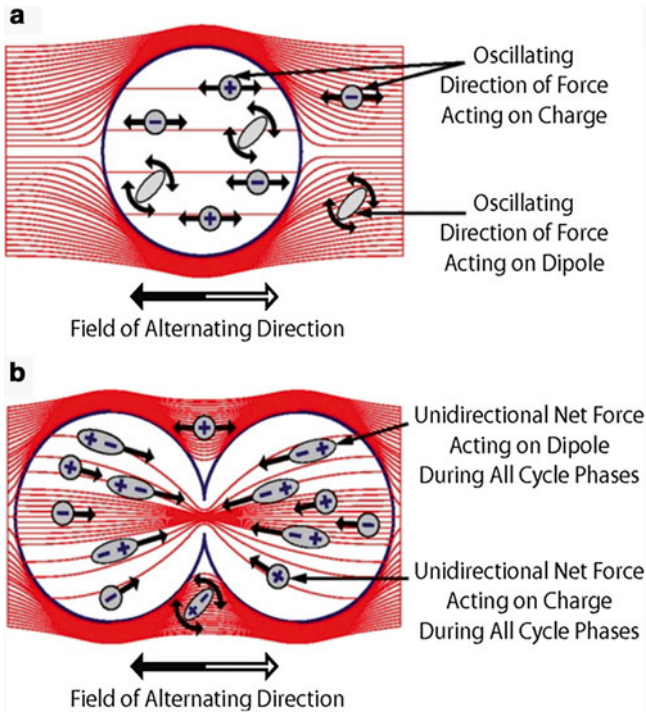 a
Oscillating
Direction of Force
Acting on Charge
+
−
−
−
+
Oscillating
Direction of Force
Acting on Dipole
Field of Alternating Direction
b
+
Unidirectional Net Force
Acting on Dipole
During All Cycle Phases
+ −
− +
+
+ −
− +
+
−
−
− +
− +
−
+
Unidirectional Net Force
Acting on Charge
During All Cycle Phases
+ −
Field of Alternating Direction